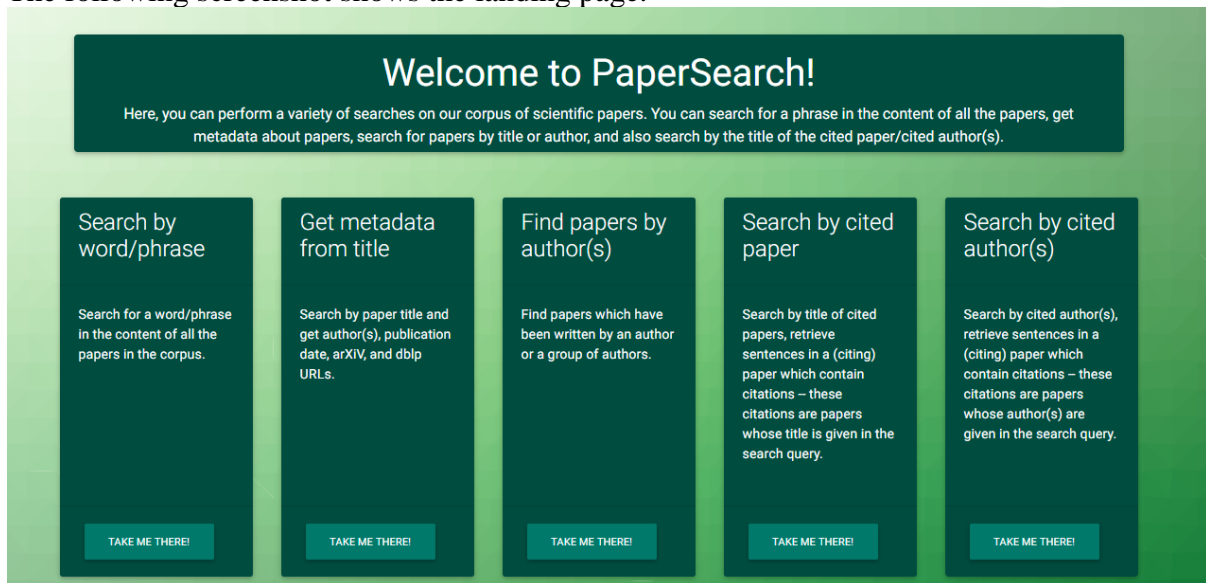 The following screenshot shows the landing page.
Welcome to PaperSearch!
Here, you can perform a variety of searches on our corpus of scientific papers. You can search for a phrase in the content of all the papers, get
metadata about papers, search for papers by title or author, and also search by the title of the cited paper/cited author(s).
Search by
word/phrase
Search for a word/phrase
in the content of all the
papers in the corpus.
TAKE ME THERE!
Get metadata
from title
Search by paper title and
get author(s), publication
date, arXIV, and dblp
URLs.
TAKE ME THERE!
Find papers by
author(s)
Find papers which have
been written by an author
or a group of authors.
TAKE ME THERE!
Search by cited
paper
Search by title of cited
papers, retrieve
sentences in a (citing)
paper which contain
citations – these
citations are papers
whose title is given in the
search query.
TAKE ME THERE!
Search by cited
author(s)
Search by cited author(s),
retrieve sentences in a
(citing) paper which
contain citations – these
citations are papers
whose author(s) are
given in the search query.
TAKE ME THERE!